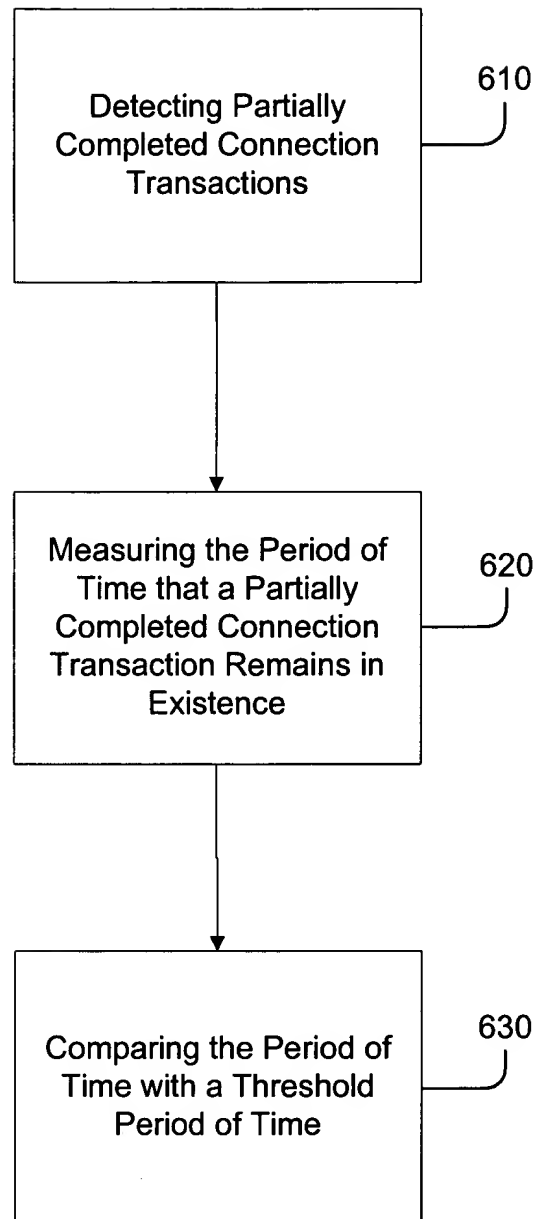 Detecting Partially
Completed Connection
Transactions
610
Measuring the Period of
Time that a Partially
Completed Connection
Transaction Remains in
Existence
620
Comparing the Period of
Time with a Threshold
Period of Time
630